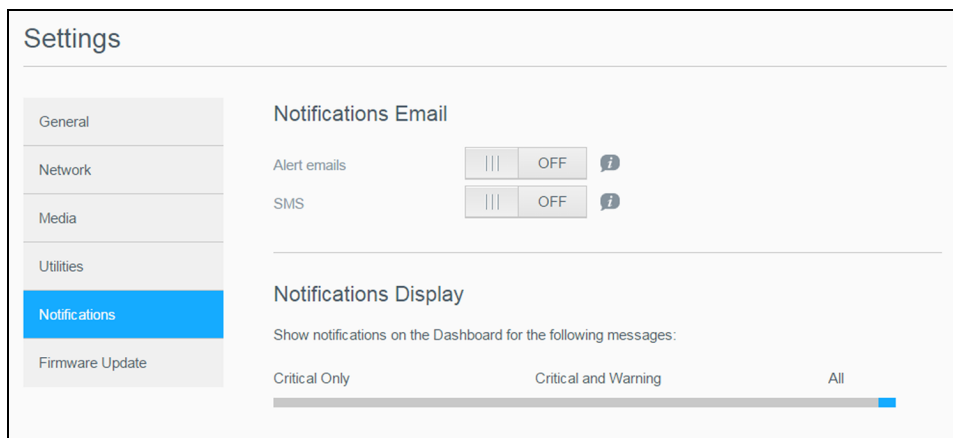 Settings
General
Network
Media
Utilities
Notifications
Firmware Update
Notifications Email
Alert emails OFF i
SMS OFF i
Notifications Display
Show notifications on the Dashboard for the following messages:
Critical Only Critical and Warning All